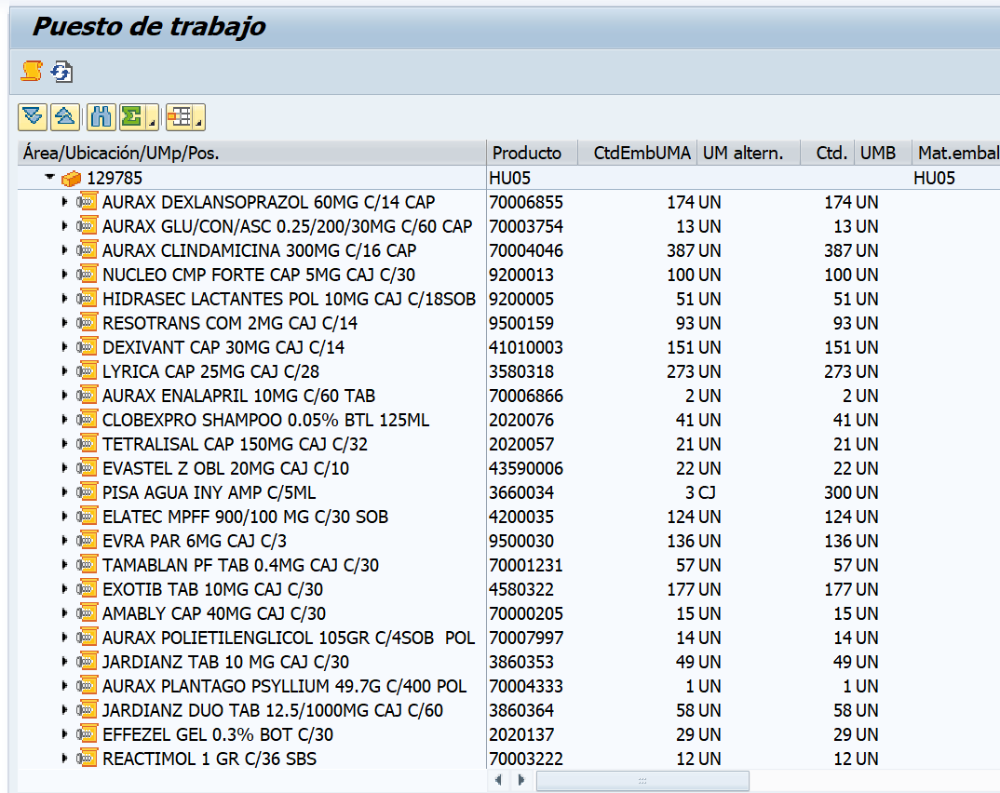 Puesto de trabajo
Área/Ubicación/UMp/Pos. Producto CtdEmbUMA UM altern. Ctd. UMB Mat.embal
129785 HU05 HU05
AURAX DEXLANSOPRAZOL 60MG C/14 CAP 70006855 174 UN 174 UN
AURAX GLU/CON/ASC 0.25/200/30MG C/60 CAP 70003754 13 UN 13 UN
AURAX CLINDAMICINA 300MG C/16 CAP 70004046 387 UN 387 UN
NUCLEO CMP FORTE CAP 5MG CAJ C/30 9200013 100 UN 100 UN
HIDRASEC LACTANTES POL 10MG CAJ C/18SOB 9200005 51 UN 51 UN
RESOTRANS COM 2MG CAJ C/14 9500159 93 UN 93 UN
DEXIVANT CAP 30MG CAJ C/14 41010003 151 UN 151 UN
LYRICA CAP 25MG CAJ C/28 3580318 273 UN 273 UN
AURAX ENALAPRIL 10MG C/60 TAB 70006866 2 UN 2 UN
CLOBEXPRO SHAMPOO 0.05% BTL 125ML 2020076 41 UN 41 UN
TETRALISAL CAP 150MG CAJ C/32 2020057 21 UN 21 UN
EVASTEL Z OBL 20MG CAJ C/10 43590006 22 UN 22 UN
PISA AGUA INY AMP C/5ML 3660034 3 CJ 300 UN
ELATEC MPFF 900/100 MG C/30 SOB 4200035 124 UN 124 UN
EVRA PAR 6MG CAJ C/3 9500030 136 UN 136 UN
TAMABLAN PF TAB 0.4MG CAJ C/30 70001231 57 UN 57 UN
EXOTIB TAB 10MG CAJ C/30 4580322 177 UN 177 UN
AMABLY CAP 40MG CAJ C/30 70000205 15 UN 15 UN
AURAX POLIETILENGLICOL 105GR C/4SOB  POL 70007997 14 UN 14 UN
JARDIANZ TAB 10 MG CAJ C/30 3860353 49 UN 49 UN
AURAX PLANTAGO PSYLLIUM 49.7G C/400 POL 70004333 1 UN 1 UN
JARDIANZ DUO TAB 12.5/1000MG CAJ C/60 3860364 58 UN 58 UN
EFFEZEL GEL 0.3% BOT C/30 2020137 29 UN 29 UN
REACTIMOL 1 GR C/36 SBS 70003222 12 UN 12 UN